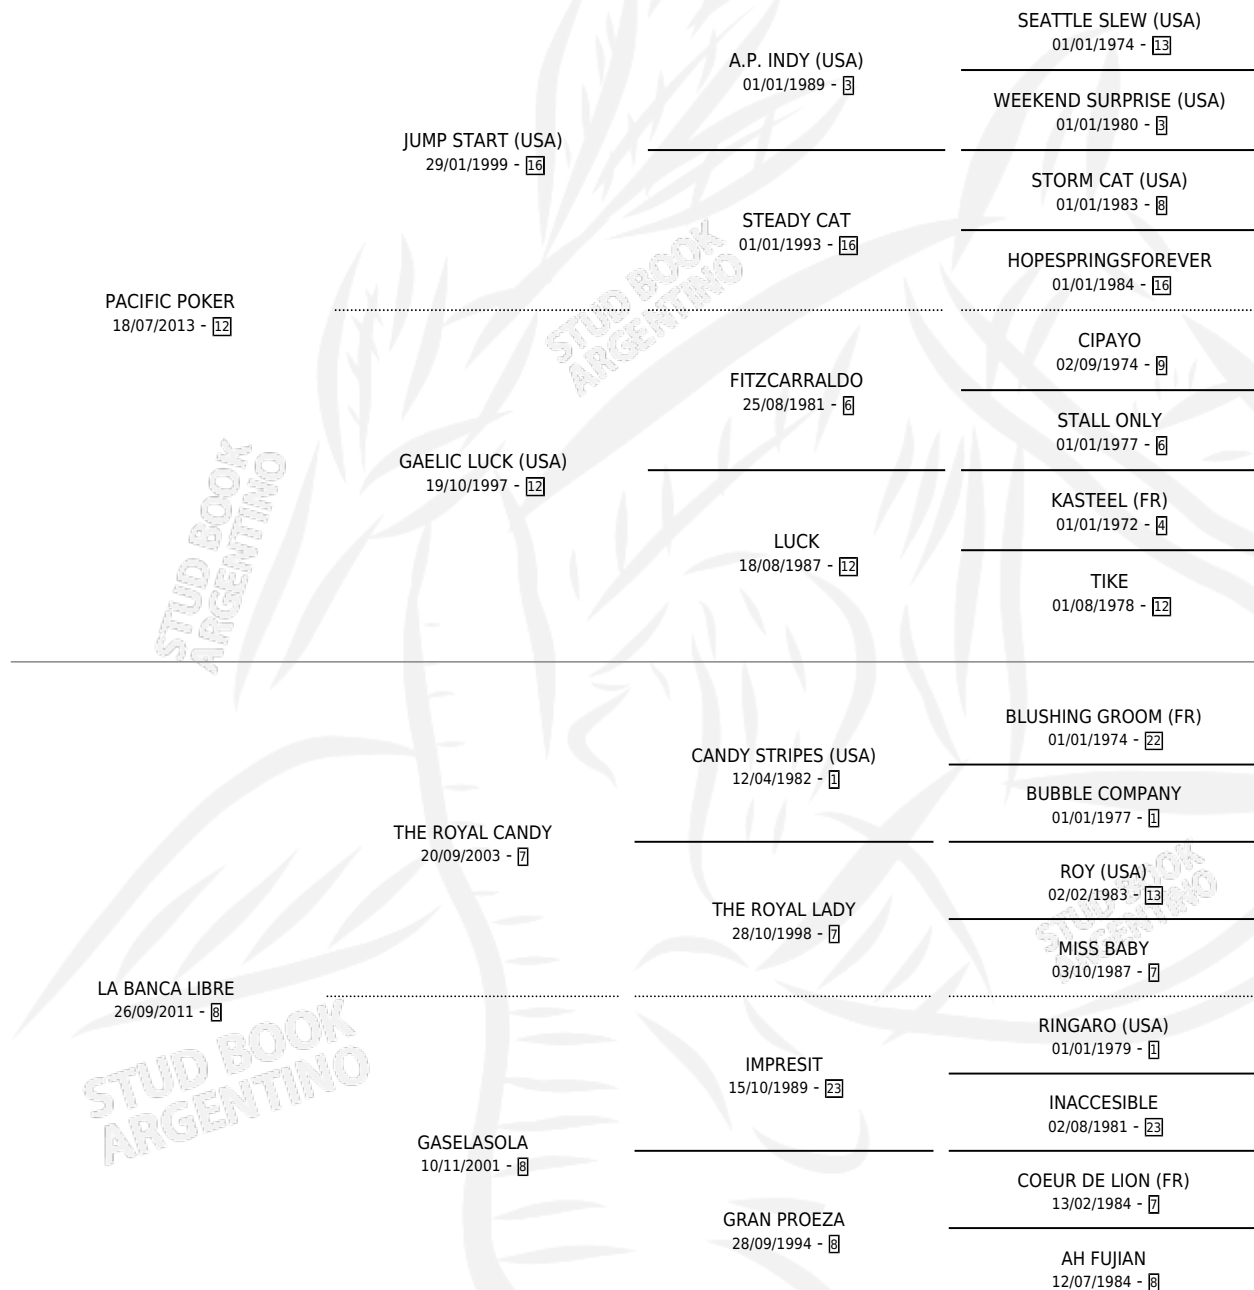 SEATTLE SLEW (USA)
01/01/1974 - 13
A.P. INDY (USA)
01/01/1989 - 3
WEEKEND SURPRISE (USA)
01/01/1980 - 3
JUMP START (USA)
29/01/1999 - 16
STORM CAT (USA)
01/01/1983 - 8
STEADY CAT
01/01/1993 - 16
HOPESPRINGSFOREVER
01/01/1984 - 16
PACIFIC POKER
18/07/2013 - 12
CIPAYO
02/09/1974 - 9
FITZCARRALDO
25/08/1981 - 6
STALL ONLY
01/01/1977 - 6
GAELIC LUCK (USA)
19/10/1997 - 12
KASTEEL (FR)
01/01/1972 - 4
LUCK
18/08/1987 - 12
TIKE
01/08/1978 - 12
BLUSHING GROOM (FR)
01/01/1974 - 22
CANDY STRIPES (USA)
12/04/1982 - 1
BUBBLE COMPANY
01/01/1977 - 1
THE ROYAL CANDY
20/09/2003 - 7
ROY (USA)
02/02/1983 - 13
THE ROYAL LADY
28/10/1998 - 7
MISS BABY
03/10/1987 - 7
LA BANCA LIBRE
26/09/2011 - 8
RINGARO (USA)
01/01/1979 - 1
IMPRESIT
15/10/1989 - 23
INACCESIBLE
02/08/1981 - 23
GASELASOLA
10/11/2001 - 8
COEUR DE LION (FR)
13/02/1984 - 7
GRAN PROEZA
28/09/1994 - 8
AH FUJIAN
12/07/1984 - 8
STUD BOOK
ARGENTINO
STUD BOOK
ARGENTINO
STUD BOOK
ARGENTINO
STUD BOOK
ARGENTINO